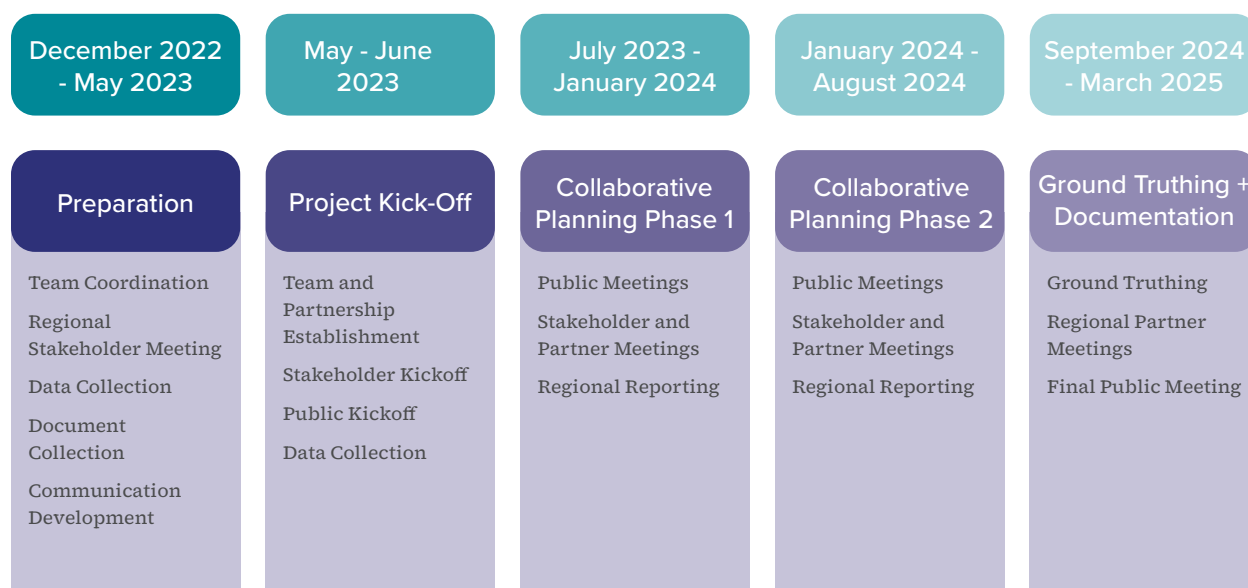 December 2022
- May 2023
May - June
2023
July 2023 -
January 2024
January 2024 -
August 2024
September 2024
- March 2025
Preparation
Project Kick-Off
Collaborative
Planning Phase 1
Collaborative
Planning Phase 2
Ground Truthing +
Documentation
Team Coordination
Regional
Stakeholder Meeting
Data Collection
Document
Collection
Communication
Development
Team and
Partnership
Establishment
Stakeholder Kickoff
Public Kickoff
Data Collection
Public Meetings
Stakeholder and
Partner Meetings
Regional Reporting
Public Meetings
Stakeholder and
Partner Meetings
Regional Reporting
Ground Truthing
Regional Partner
Meetings
Final Public Meeting